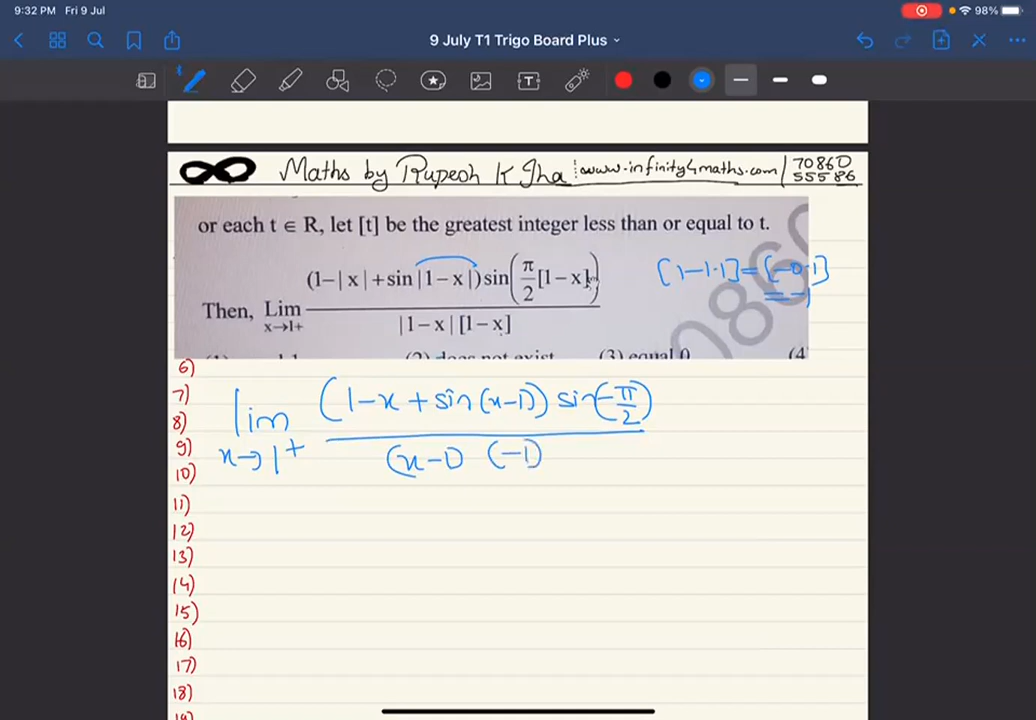 9:32 PM Fri 9 Jul
98%
9 July T1 Trigo Board Plus
T
∞ Maths by Rupesh K Jha www.infinity4maths.com / 70860 55586
or each t ∈ R, let [t] be the greatest integer less than or equal to t.
(1−|x|+sin|1−x|)sin(π/2[1−x])
[1−1.1]=[−0.1]
=−1
Then, Lim
x→1+
|1−x|[1−x]
(2) does not exist
(3) equal 0
(4
6)
7)
lim (1−x+sin(x−1)) sin(−π/2)
8)
9)
x→1+ (x−1) (−1)
10)
11)
12)
13)
14)
15)
16)
17)
18)